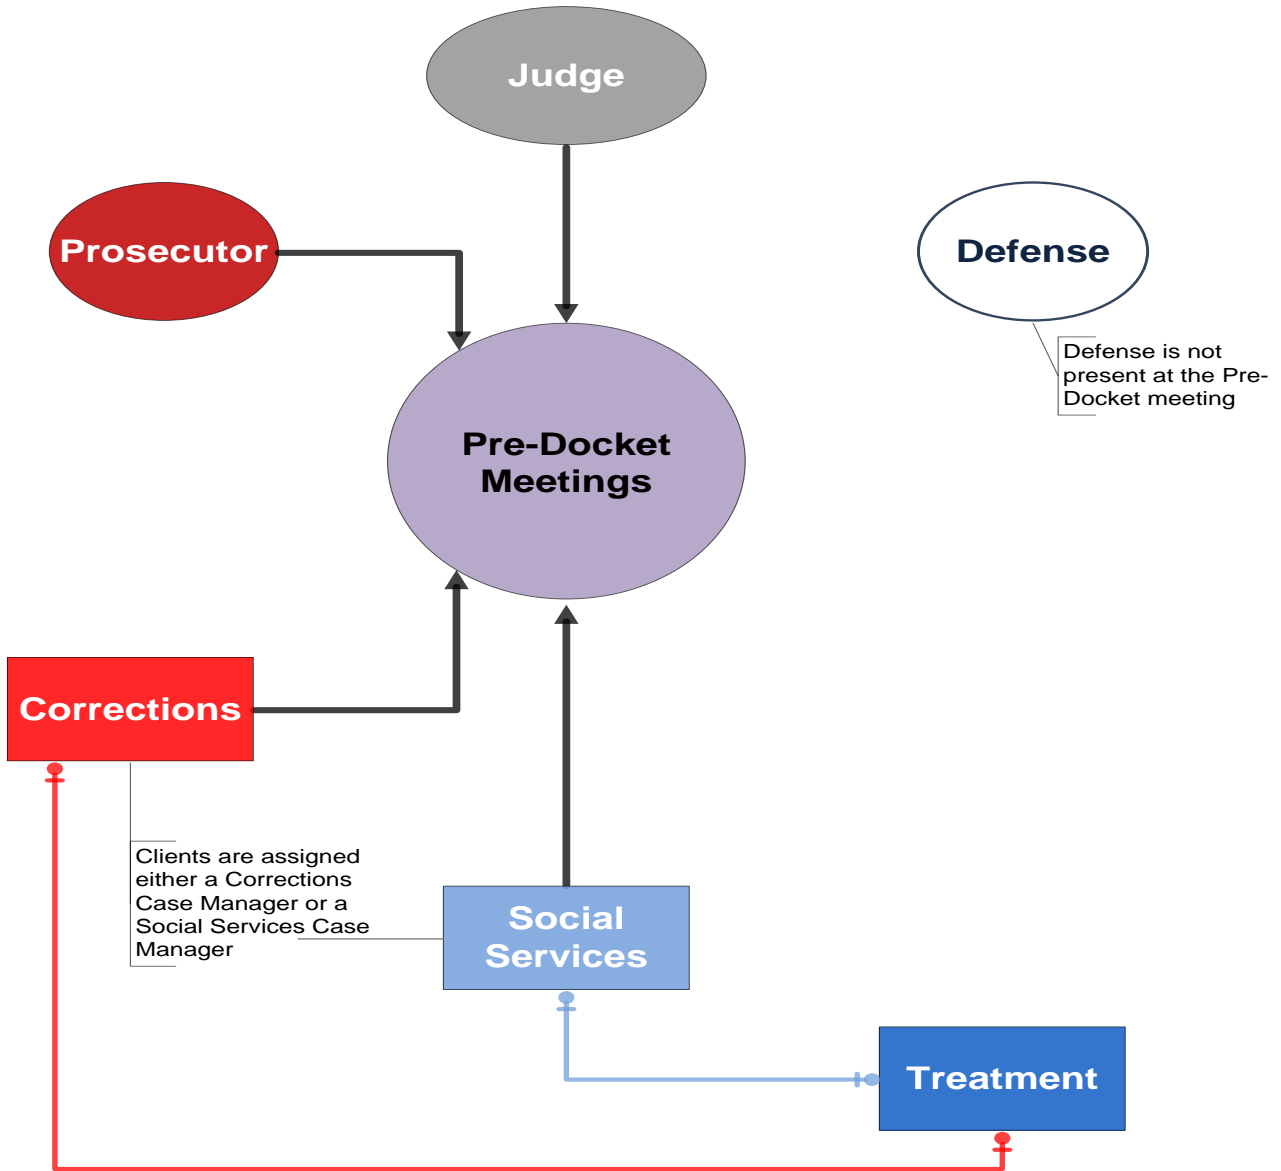 Judge
Prosecutor
Defense
Defense is not
present at the Pre-
Docket meeting
Pre-Docket
Meetings
Corrections
Clients are assigned
either a Corrections
Case Manager or a
Social Services Case
Manager
Social
Services
Treatment